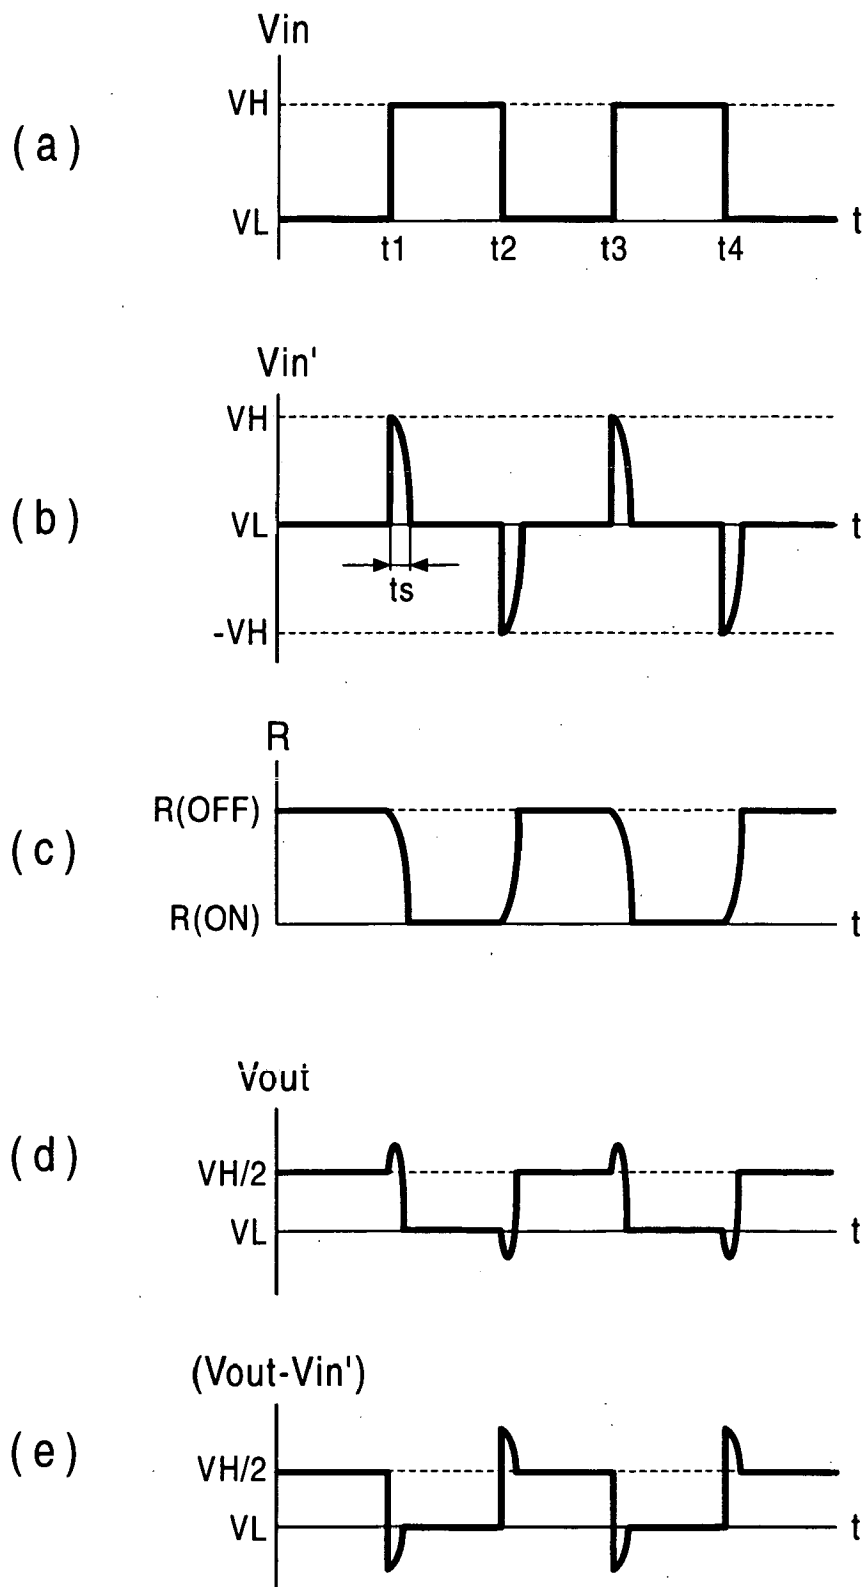 Vin
VH
(a)
VL
t
t1 t2 t3 t4
Vin'
VH
(b)
VL
t
ts
-VH
R
R(OFF)
(c)
R(ON)
t
Vout
(d)
VH/2
VL
t
(Vout-Vin')
(e)
VH/2
VL
t